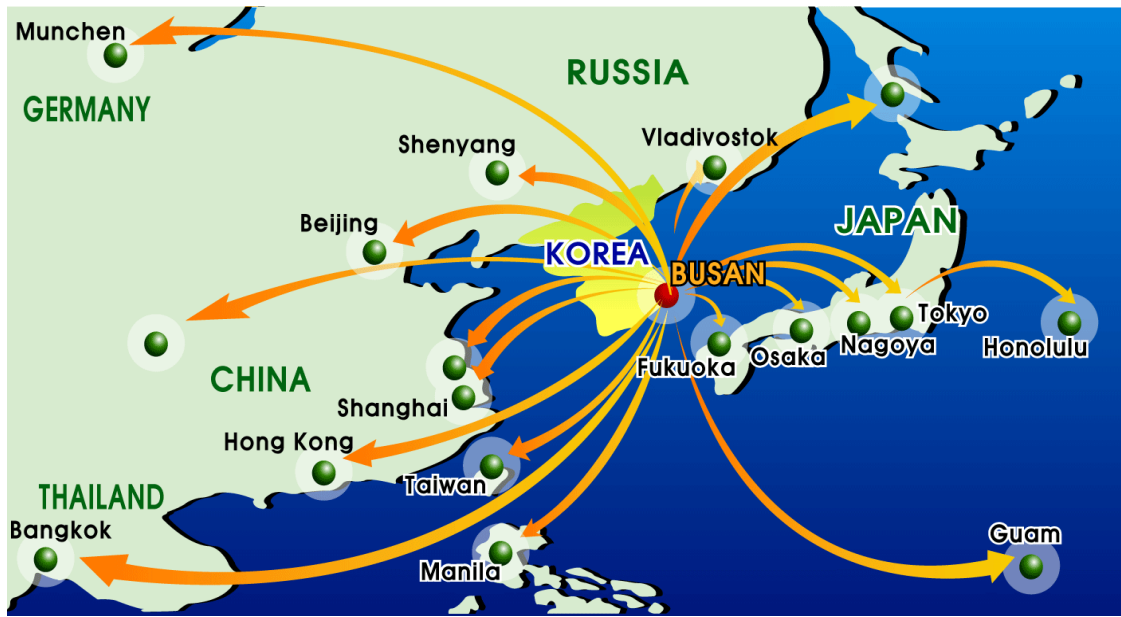 Munchen
GERMANY
RUSSIA
Shenyang
Vladivostok
Beijing
KOREA
BUSAN
JAPAN
Tokyo
Nagoya
Osaka
Fukuoka
Honolulu
CHINA
Shanghai
Hong Kong
Taiwan
THAILAND
Bangkok
Manila
Guam